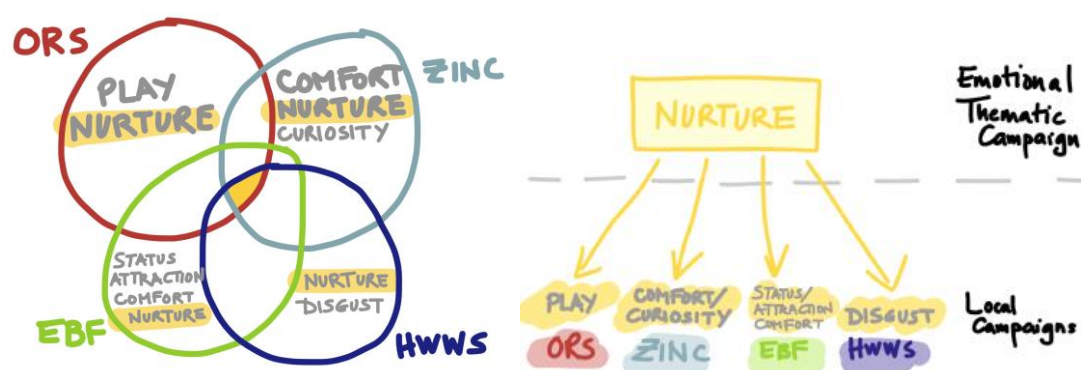 ORS
PLAY
NURTURE
COMFORT
NURTURE
CURIOSITY
ZINC
STATUS
ATTRACTION
COMFORT
NURTURE
EBF
NURTURE
DISGUST
HWWS
NURTURE
Emotional
Thematic
Campaign
PLAY
ORS
COMFORT/
CURIOSITY
ZINC
STATUS/
ATTRACTION
COMFORT
EBF
DISGUST
HWWS
Local
Campaigns